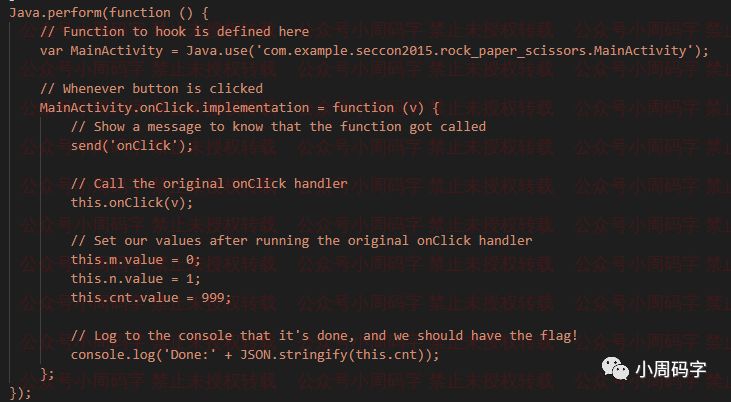 Java.perform(function () {
    // Function to hook is defined here
    var MainActivity = Java.use('com.example.seccon2015.rock_paper_scissors.MainActivity');

    // Whenever button is clicked
    MainActivity.onClick.implementation = function (v) {
        // Show a message to know that the function got called
        send('onClick');

        // Call the original onClick handler
        this.onClick(v);

        // Set our values after running the original onClick handler
        this.m.value = 0;
        this.n.value = 1;
        this.cnt.value = 999;

        // Log to the console that it's done, and we should have the flag!
        console.log('Done:' + JSON.stringify(this.cnt));
    };
});
公众号小周码字 禁止未授权转载
小周码字